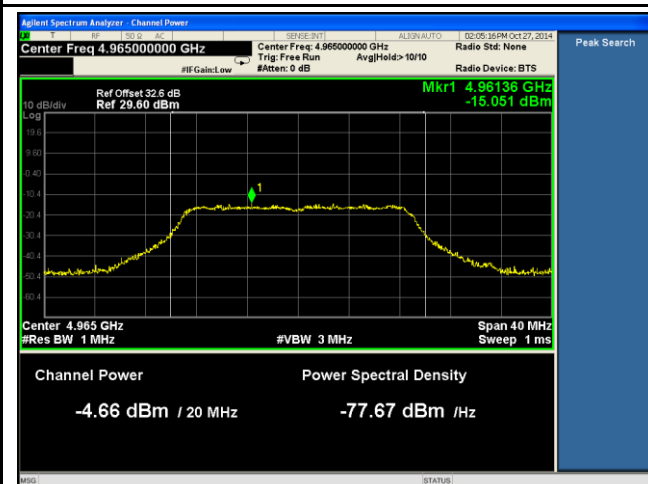 Agilent Spectrum Analyzer - Channel Power
T RF 50 Ω AC SENSE:INT ALIGN AUTO 02:05:16 PM Oct 27, 2014
Center Freq 4.965000000 GHz
Center Freq: 4.965000000 GHz
Radio Std: None
Trig: Free Run Avg|Hold:> 10/10
#IFGain:Low
#Atten: 0 dB
Radio Device: BTS
Peak Search
Ref Offset 32.6 dB
Mkr1 4.96136 GHz
10 dB/div Ref 29.60 dBm
-15.051 dBm
Log
19.6
9.60
-0.40
-10.4
1
-20.4
-30.4
-40.4
-50.4
-60.4
Center 4.965 GHz
Span 40 MHz
#Res BW 1 MHz
#VBW 3 MHz
Sweep 1 ms
Channel Power
Power Spectral Density
-4.66 dBm / 20 MHz
-77.67 dBm /Hz
MSG
STATUS